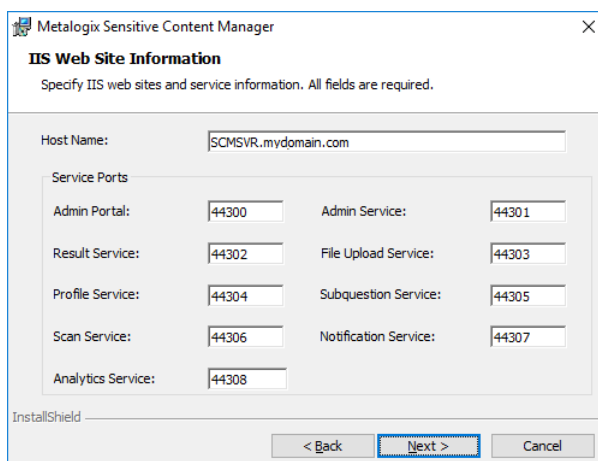 Metalogix Sensitive Content Manager
IIS Web Site Information
Specify IIS web sites and service information. All fields are required.
Host Name: SCMSVR.mydomain.com
Service Ports
Admin Portal: 44300 Admin Service: 44301
Result Service: 44302 File Upload Service: 44303
Profile Service: 44304 Subquestion Service: 44305
Scan Service: 44306 Notification Service: 44307
Analytics Service: 44308
InstallShield
< Back Next > Cancel